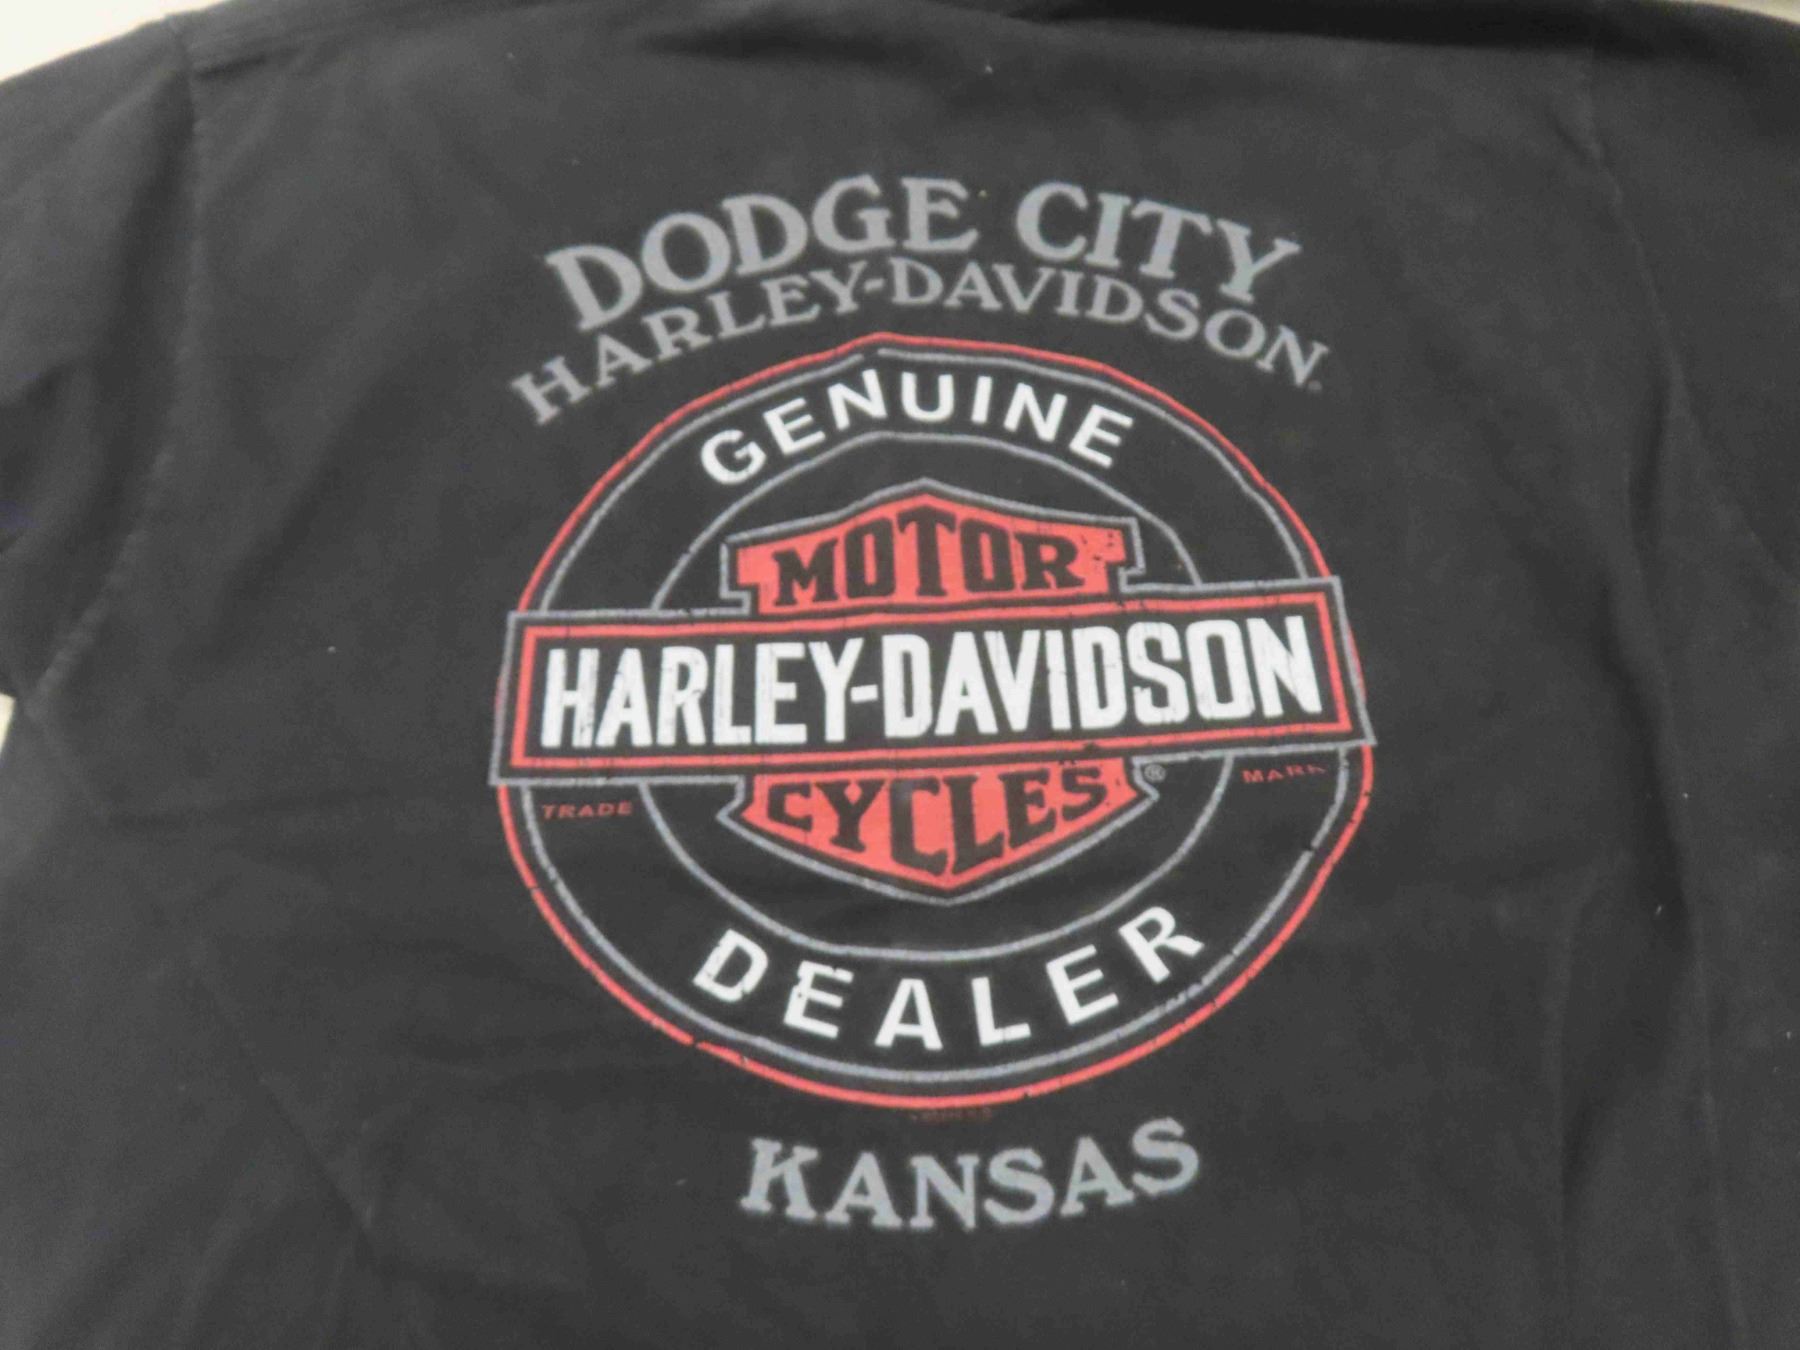 DODGE CITY
HARLEY-DAVIDSON
GENUINE
MOTOR
HARLEY-DAVIDSON
CYCLES
®
TRADE
MARK
DEALER
KANSAS